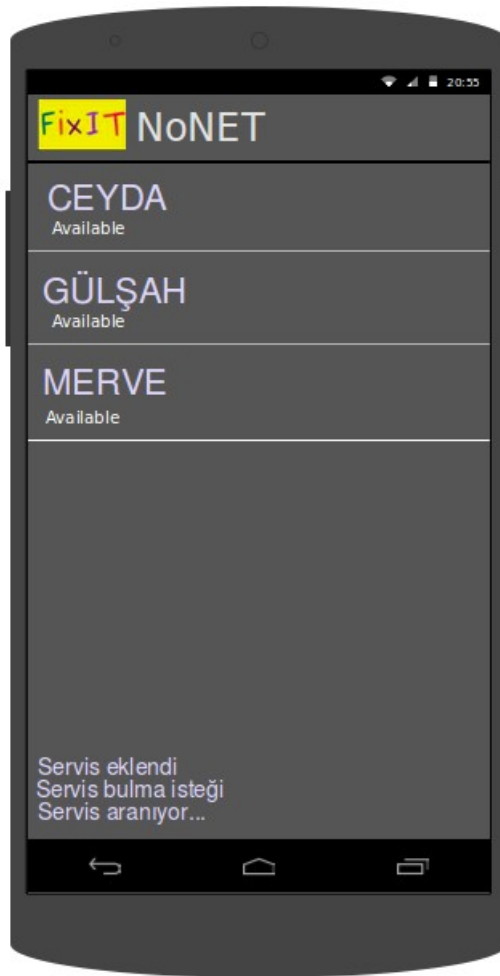 20:55
FixIT NoNET
CEYDA
Available
GÜLŞAH
Available
MERVE
Available
Servis eklendi
Servis bulma isteği
Servis aranıyor...